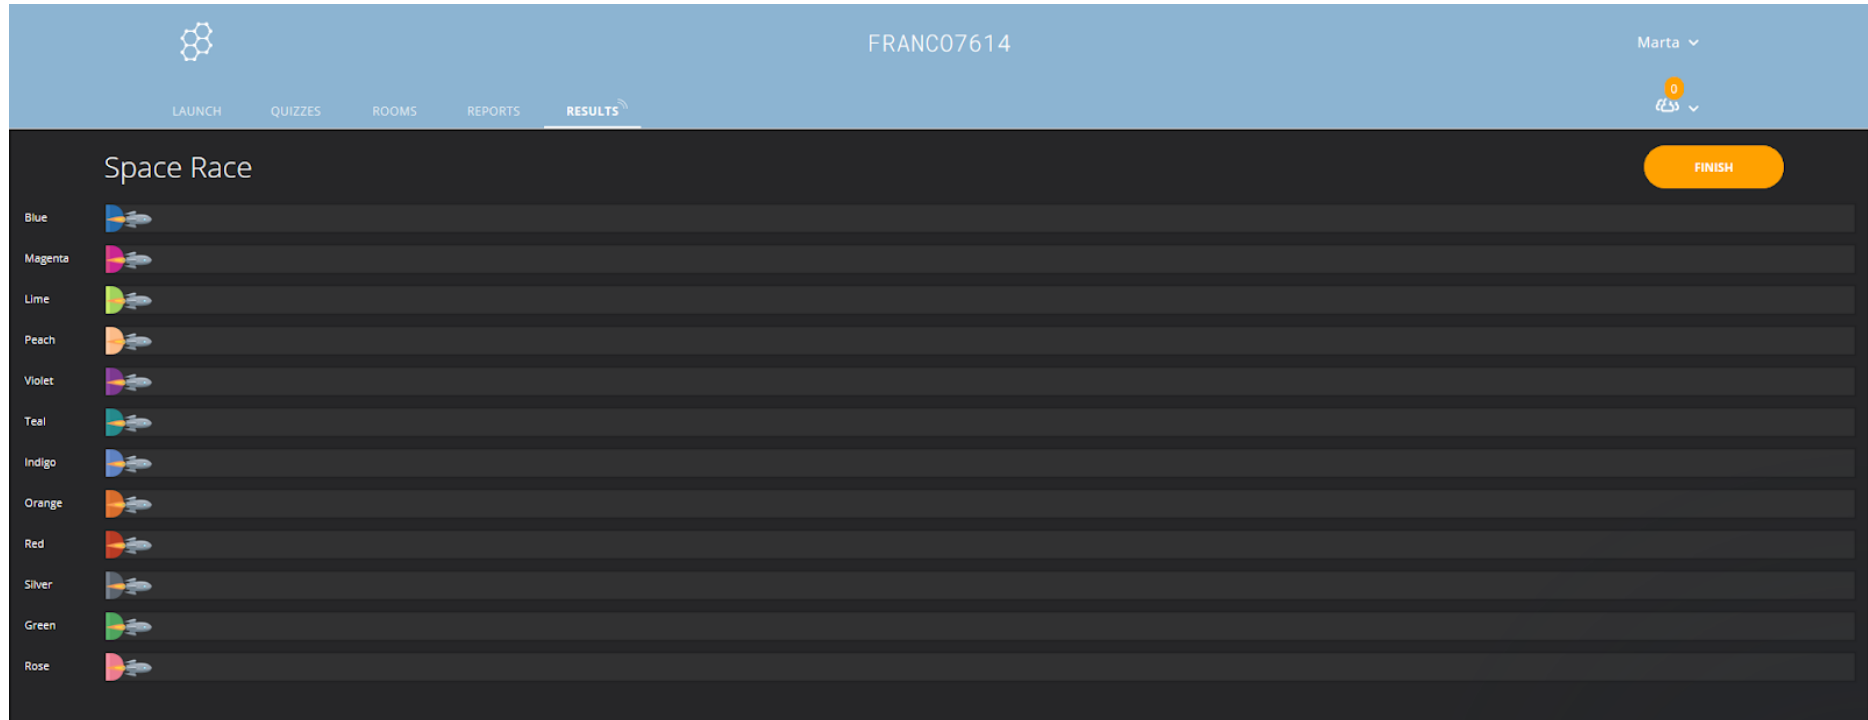 FRANCO7614
Marta
0
LAUNCH QUIZZES ROOMS REPORTS RESULTS
Space Race
FINISH
Blue
Magenta
Lime
Peach
Violet
Teal
Indigo
Orange
Red
Silver
Green
Rose